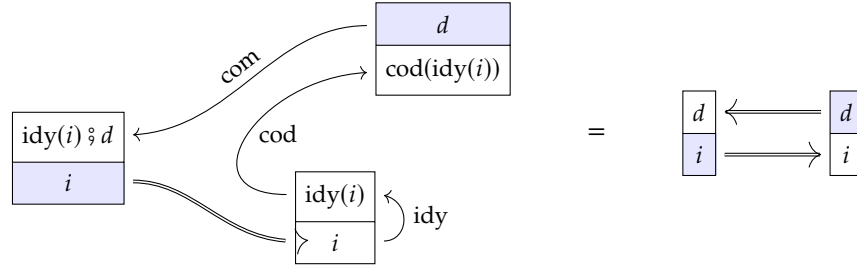 d
com
cod(idy(i))
d
d
idy(i) ⨟ d
cod
=
i
i
i
idy(i)
idy
i